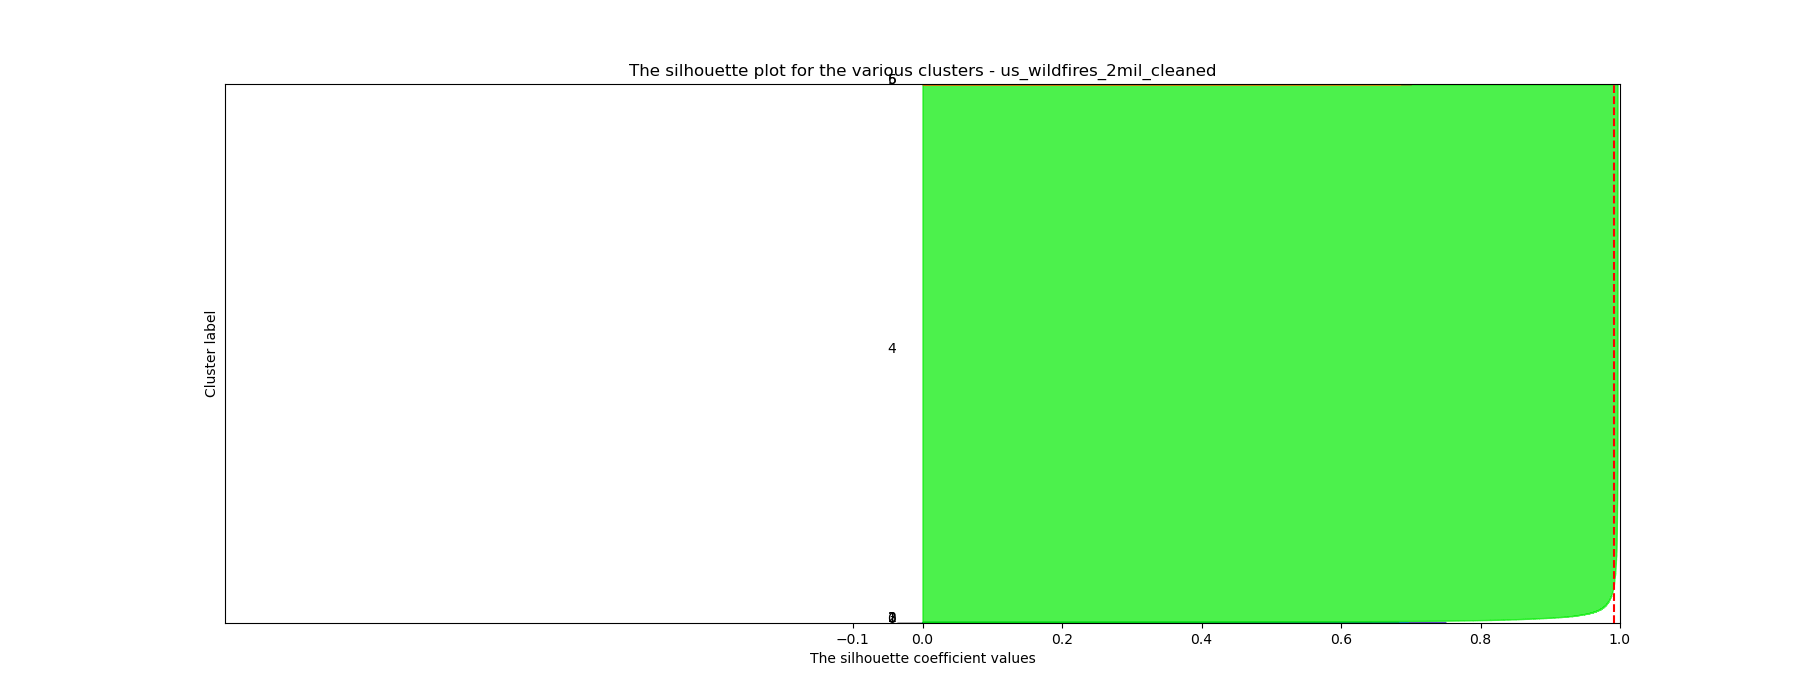 The silhouette plot for the various clusters - us_wildfires_2mil_cleaned
Cluster label
4
−0.1 0.0 0.2 0.4 0.6 0.8 1.0
The silhouette coefficient values